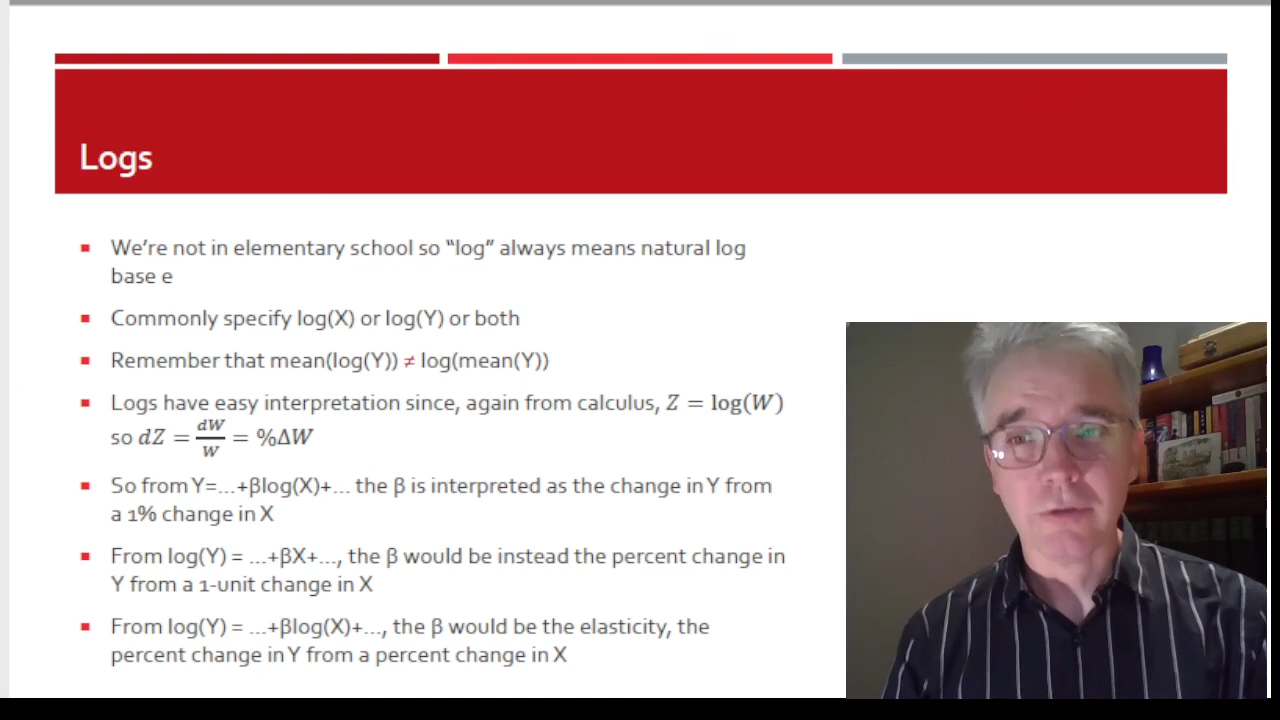 Logs
We're not in elementary school so “log” always means natural log
base e
Commonly specify log(X) or log(Y) or both
Remember that mean(log(Y)) ≠ log(mean(Y))
Logs have easy interpretation since, again from calculus, Z = log(W)
so dZ = dW/W = %ΔW
So from Y=...+βlog(X)+... the β is interpreted as the change in Y from
a 1% change in X
From log(Y) = ...+βX+..., the β would be instead the percent change in
Y from a 1-unit change in X
From log(Y) = ...+βlog(X)+..., the β would be the elasticity, the
percent change in Y from a percent change in X